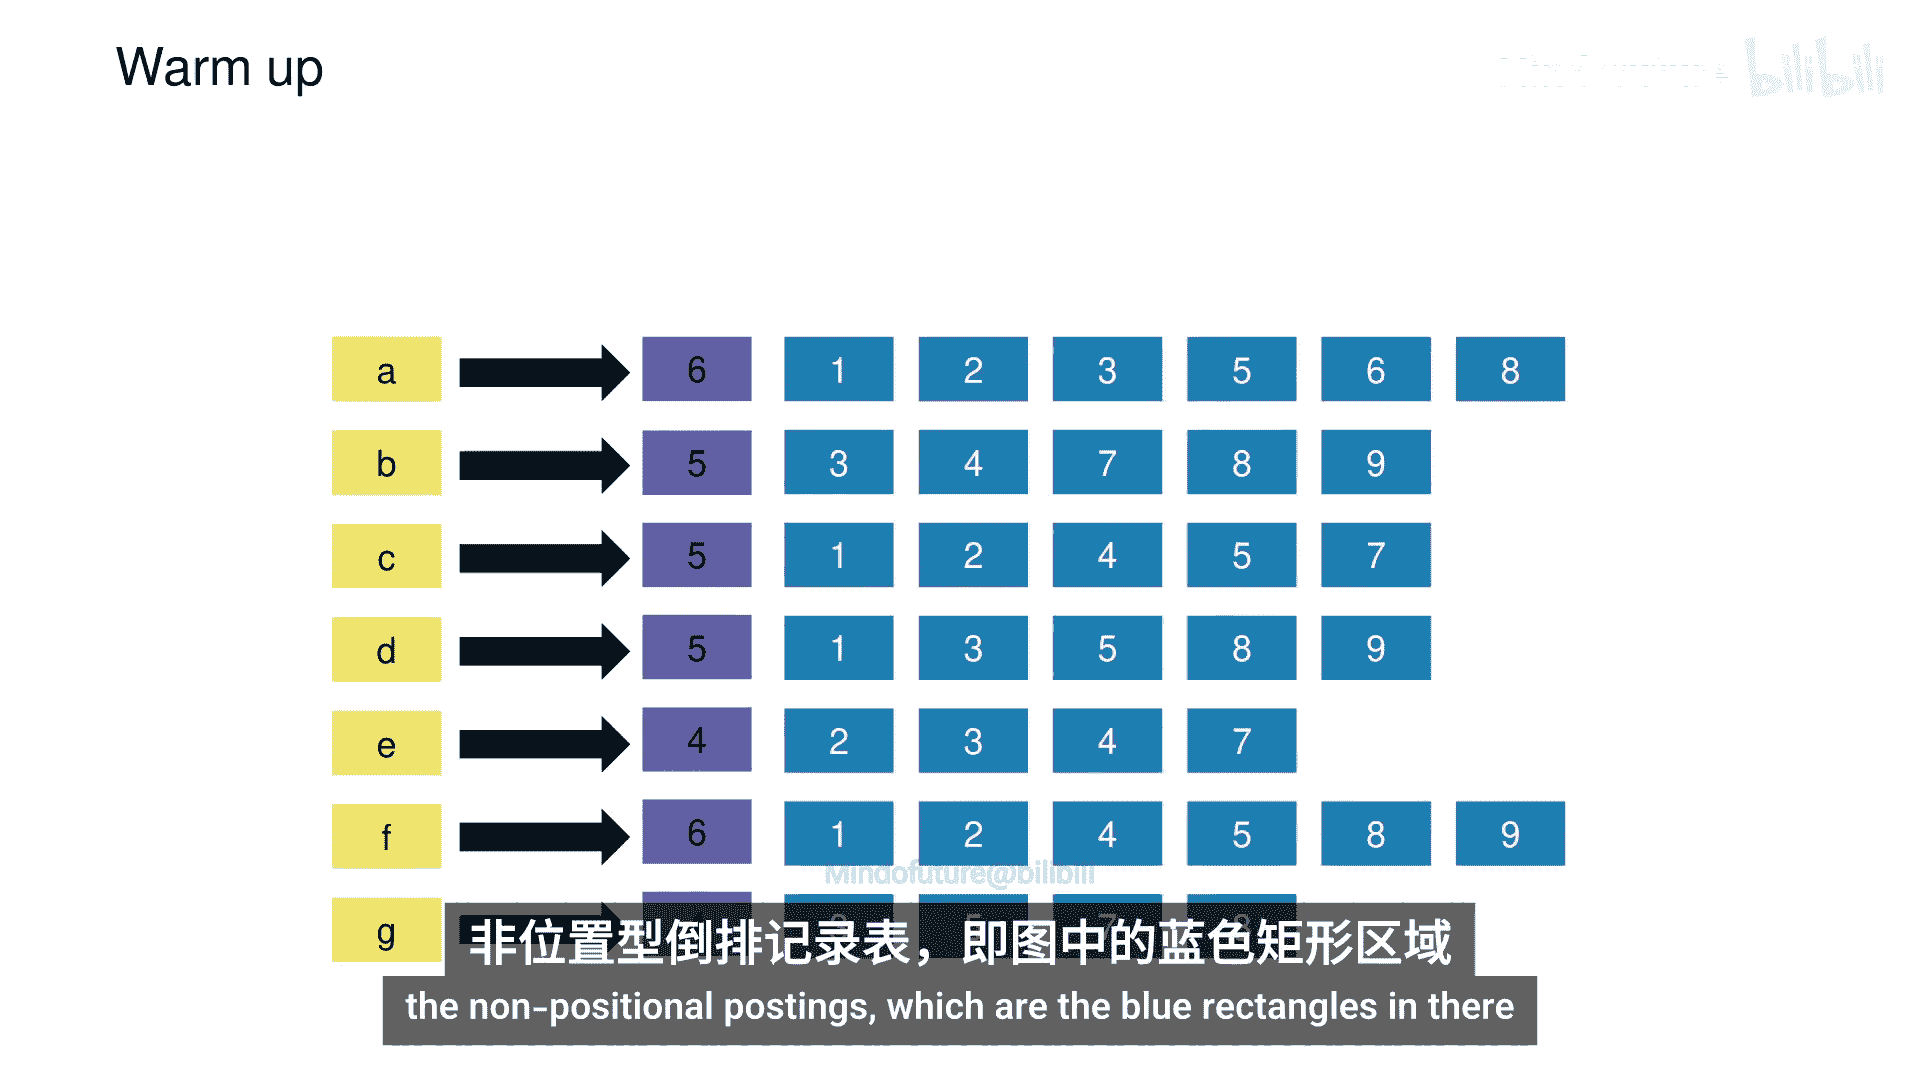 Warm up
bilibili
a 6 1 2 3 5 6 8
b 5 3 4 7 8 9
c 5 1 2 4 5 7
d 5 1 3 5 8 9
e 4 2 3 4 7
f 6 1 2 4 5 8 9
Mindofuture@bilibili
g
非位置型倒排记录表，即图中的蓝色矩形区域
the non-positional postings, which are the blue rectangles in there